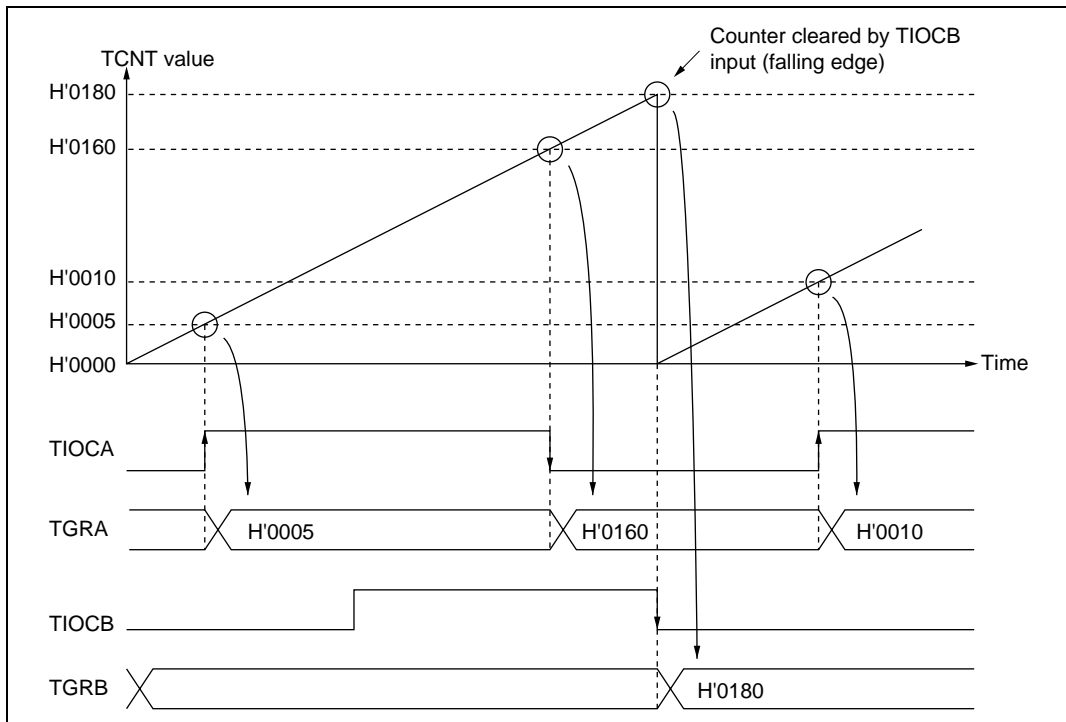 Counter cleared by TIOCB
input (falling edge)
TCNT value
H'0180
H'0160
H'0010
H'0005
H'0000
Time
TIOCA
TGRA
H'0005
H'0160
H'0010
TIOCB
TGRB
H'0180